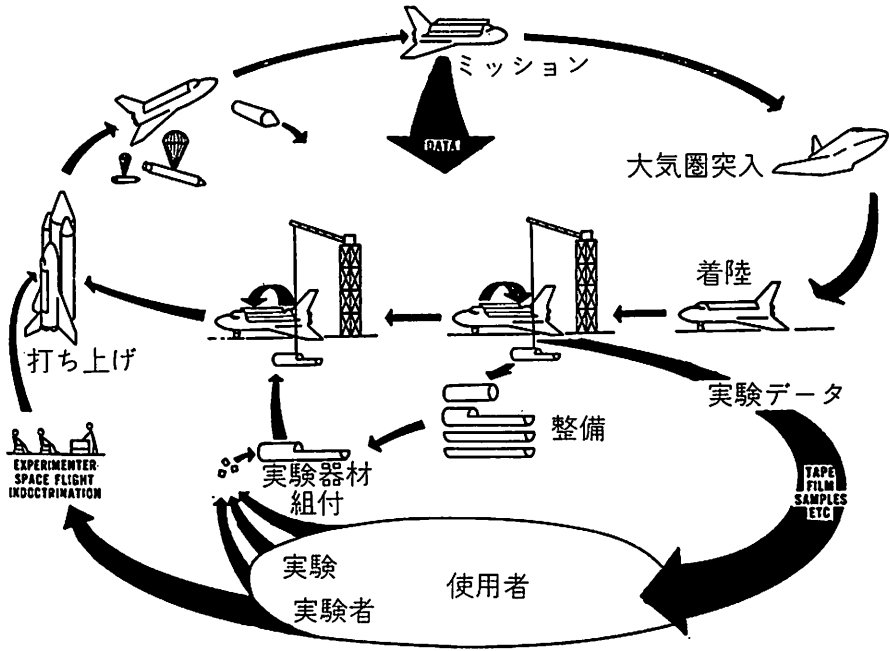 ミッション
DATA
大気圏突入
着陸
打ち上げ
実験データ
整備
EXPERIMENTER
SPACE FLIGHT
INDOCTRINATION
実験器材
組付
TAPE
FILM
SAMPLES
ETC
実験
使用者
実験者